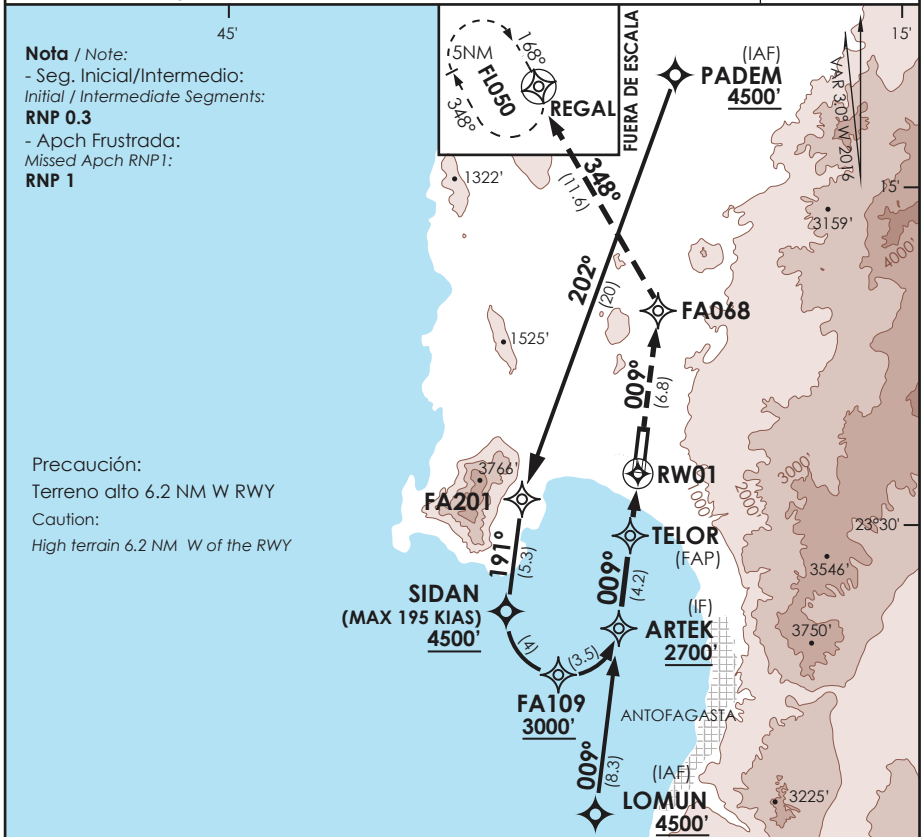 45'
15'
Nota / Note:
- Seg. Inicial/Intermedio:
Initial / Intermediate Segments:
RNP 0.3
- Apch Frustrada:
Missed Apch RNP1:
RNP 1
5NM
168°
FL050
348°
REGAL
FUERA DE ESCALA
(IAF)
PADEM
4500'
VAR 3.0° W 2016
1322'
348°
(11.6)
15'
3159'
4000'
202°
(20)
FA068
1525'
009°
(6.8)
Precaución:
Terreno alto 6.2 NM W RWY
Caution:
High terrain 6.2 NM W of the RWY
3766'
FA201
RW01
3000'
23°30'
191°
(5.3)
TELOR
(FAP)
009°
(4.2)
3546'
SIDAN
(MAX 195 KIAS)
4500'
(IF)
ARTEK
2700'
3750'
(4)
(3.5)
FA109
3000'
ANTOFAGASTA
009°
(8.3)
(IAF)
LOMUN
4500'
3225'